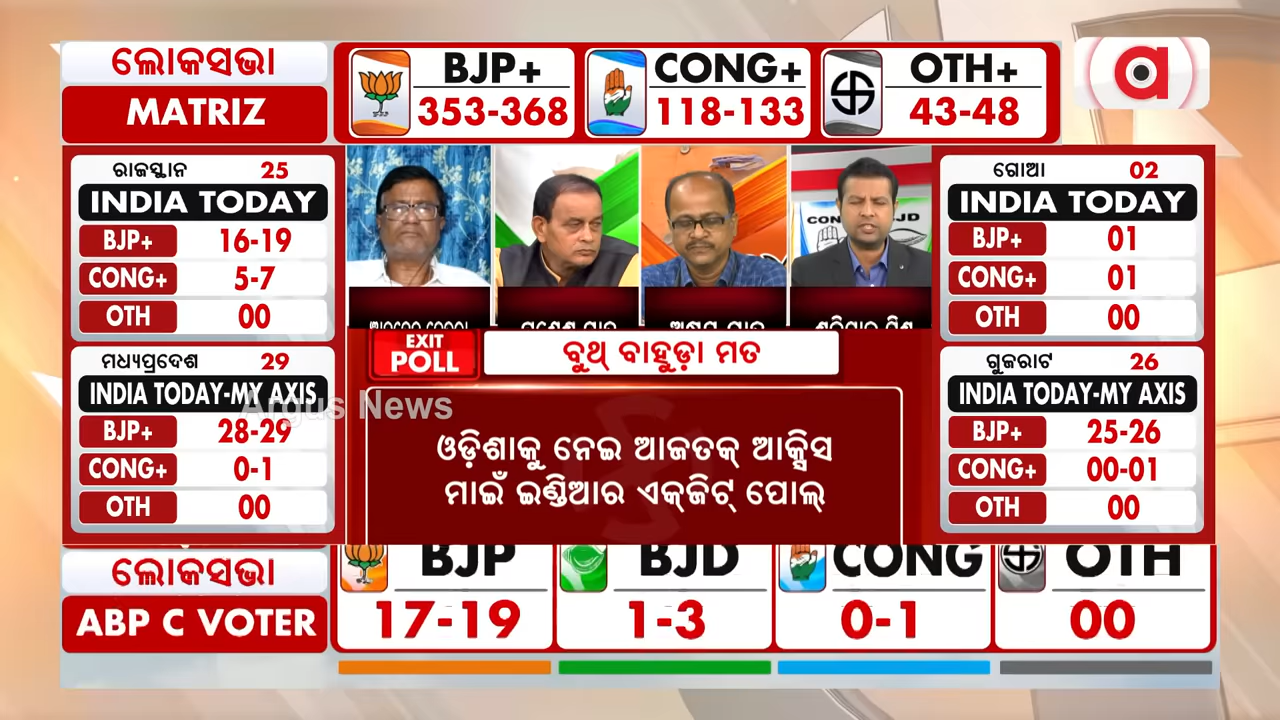 ଲୋକସଭା
MATRIZ
BJP+
353-368
CONG+
118-133
OTH+
43-48
a
ରାଜସ୍ଥାନ 25
INDIA TODAY
BJP+ 16-19
CONG+ 5-7
OTH 00
ମଧ୍ୟପ୍ରଦେଶ 29
INDIA TODAY-MY AXIS
BJP+ 28-29
CONG+ 0-1
OTH 00
ଗୋଆ 02
INDIA TODAY
BJP+ 01
CONG+ 01
OTH 00
ଗୁଜରାଟ 26
INDIA TODAY-MY AXIS
BJP+ 25-26
CONG+ 00-01
OTH 00
EXIT
POLL
ବୁଥ୍ ବାହୁଡ଼ା ମତ
Argus News
ଓଡ଼ିଶାକୁ ନେଇ ଆଜତକ୍ ଆକ୍ସିସ
ମାଇଁ ଇଣ୍ଡିଆର ଏକ୍‌ଜିଟ୍ ପୋଲ୍
ଲୋକସଭା
ABP C VOTER
BJP
17-19
BJD
1-3
CONG
0-1
OTH
00